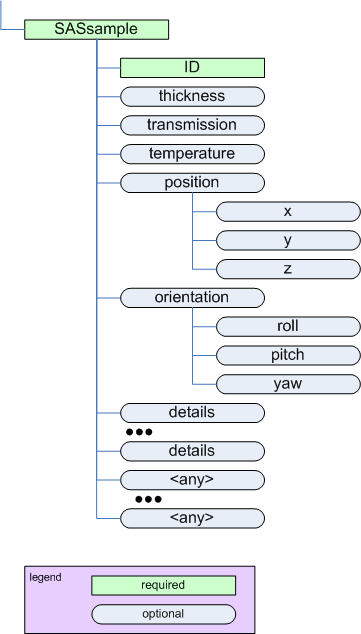 SASsample
ID
thickness
transmission
temperature
position
x
y
z
orientation
roll
pitch
yaw
details
•••
details
<any>
•••
<any>
legend
required
optional